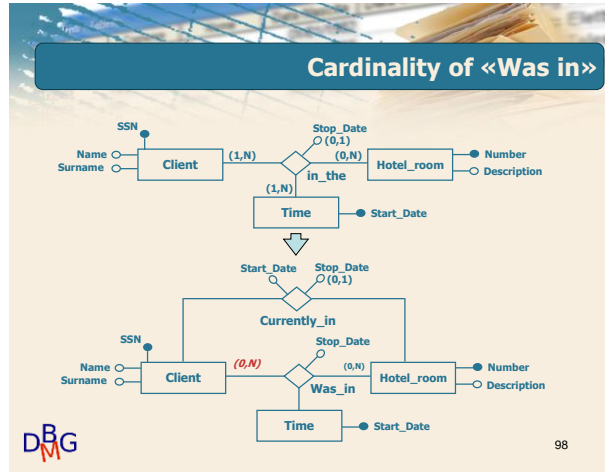 Cardinality of «Was in»
SSN
Stop_Date
(0,1)
Name
Surname
Client
(1,N)
(0,N)
Hotel_room
Number
Description
in_the
(1,N)
Time
Start_Date
Start_Date
Stop_Date
(0,1)
Currently_in
SSN
Stop_Date
Name
Surname
Client
(0,N)
(0,N)
Hotel_room
Number
Description
Was_in
Time
Start_Date
DBMG
98